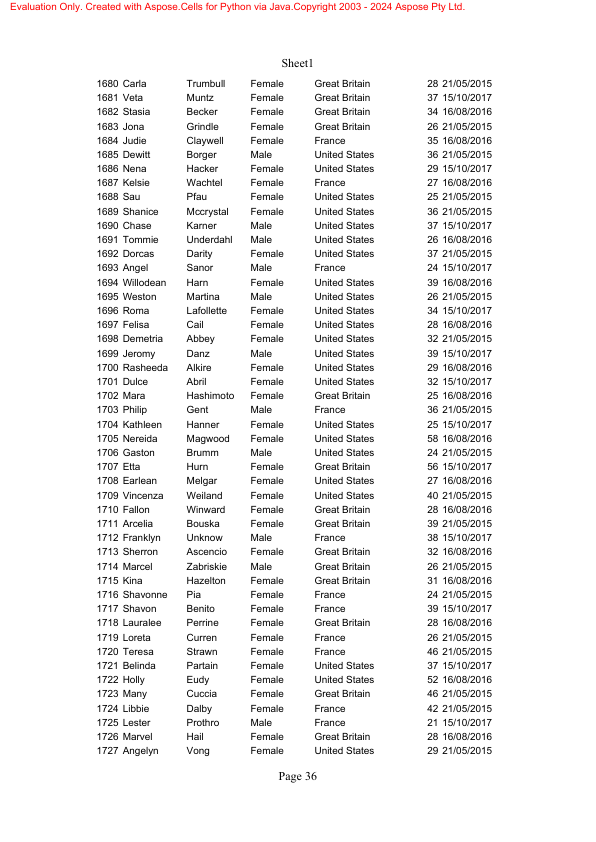 Evaluation Only. Created with Aspose.Cells for Python via Java.Copyright 2003 - 2024 Aspose Pty Ltd.
Sheet1
1680 Carla Trumbull Female Great Britain 28 21/05/2015
1681 Veta Muntz Female Great Britain 37 15/10/2017
1682 Stasia Becker Female Great Britain 34 16/08/2016
1683 Jona Grindle Female Great Britain 26 21/05/2015
1684 Judie Claywell Female France 35 16/08/2016
1685 Dewitt Borger Male United States 36 21/05/2015
1686 Nena Hacker Female United States 29 15/10/2017
1687 Kelsie Wachtel Female France 27 16/08/2016
1688 Sau Pfau Female United States 25 21/05/2015
1689 Shanice Mccrystal Female United States 36 21/05/2015
1690 Chase Karner Male United States 37 15/10/2017
1691 Tommie Underdahl Male United States 26 16/08/2016
1692 Dorcas Darity Female United States 37 21/05/2015
1693 Angel Sanor Male France 24 15/10/2017
1694 Willodean Harn Female United States 39 16/08/2016
1695 Weston Martina Male United States 26 21/05/2015
1696 Roma Lafollette Female United States 34 15/10/2017
1697 Felisa Cail Female United States 28 16/08/2016
1698 Demetria Abbey Female United States 32 21/05/2015
1699 Jeromy Danz Male United States 39 15/10/2017
1700 Rasheeda Alkire Female United States 29 16/08/2016
1701 Dulce Abril Female United States 32 15/10/2017
1702 Mara Hashimoto Female Great Britain 25 16/08/2016
1703 Philip Gent Male France 36 21/05/2015
1704 Kathleen Hanner Female United States 25 15/10/2017
1705 Nereida Magwood Female United States 58 16/08/2016
1706 Gaston Brumm Male United States 24 21/05/2015
1707 Etta Hurn Female Great Britain 56 15/10/2017
1708 Earlean Melgar Female United States 27 16/08/2016
1709 Vincenza Weiland Female United States 40 21/05/2015
1710 Fallon Winward Female Great Britain 28 16/08/2016
1711 Arcelia Bouska Female Great Britain 39 21/05/2015
1712 Franklyn Unknow Male France 38 15/10/2017
1713 Sherron Ascencio Female Great Britain 32 16/08/2016
1714 Marcel Zabriskie Male Great Britain 26 21/05/2015
1715 Kina Hazelton Female Great Britain 31 16/08/2016
1716 Shavonne Pia Female France 24 21/05/2015
1717 Shavon Benito Female France 39 15/10/2017
1718 Lauralee Perrine Female Great Britain 28 16/08/2016
1719 Loreta Curren Female France 26 21/05/2015
1720 Teresa Strawn Female France 46 21/05/2015
1721 Belinda Partain Female United States 37 15/10/2017
1722 Holly Eudy Female United States 52 16/08/2016
1723 Many Cuccia Female Great Britain 46 21/05/2015
1724 Libbie Dalby Female France 42 21/05/2015
1725 Lester Prothro Male France 21 15/10/2017
1726 Marvel Hail Female Great Britain 28 16/08/2016
1727 Angelyn Vong Female United States 29 21/05/2015
Page 36